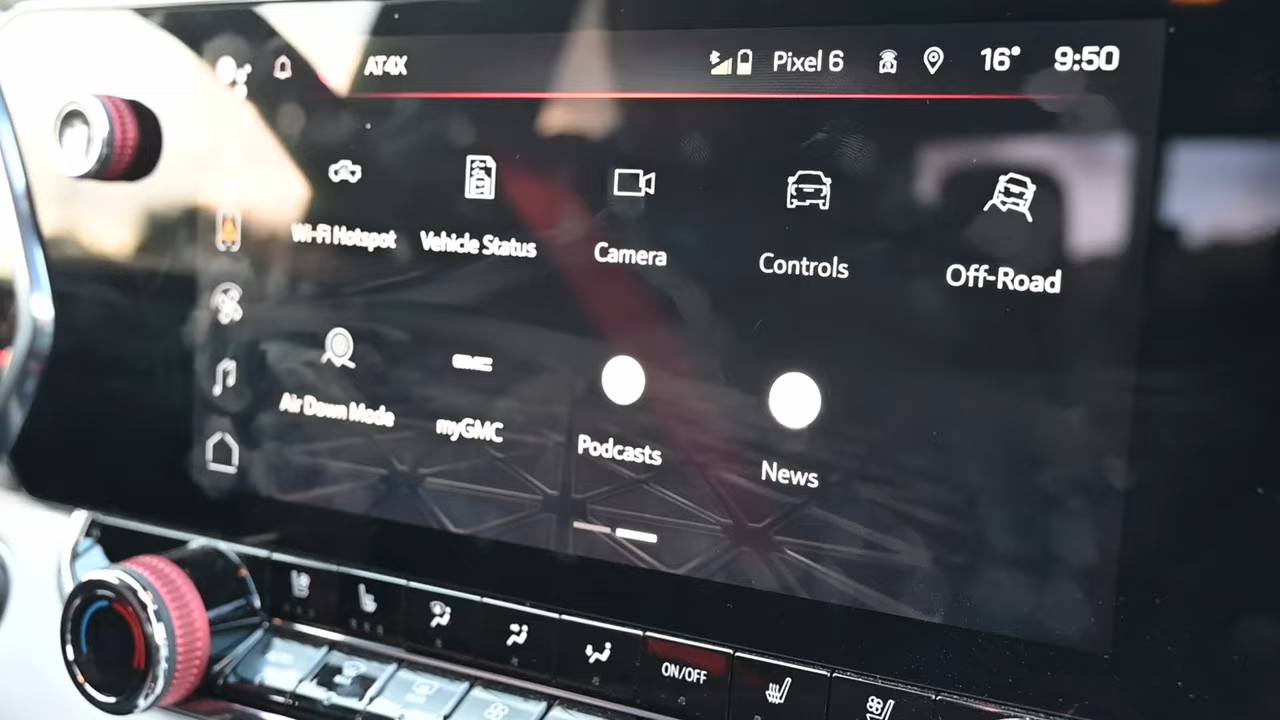 AT4X Pixel 6 16° 9:50
Wi-Fi Hotspot Vehicle Status Camera Controls Off-Road
GMC
Air Down Mode myGMC Podcasts News
ON/OFF